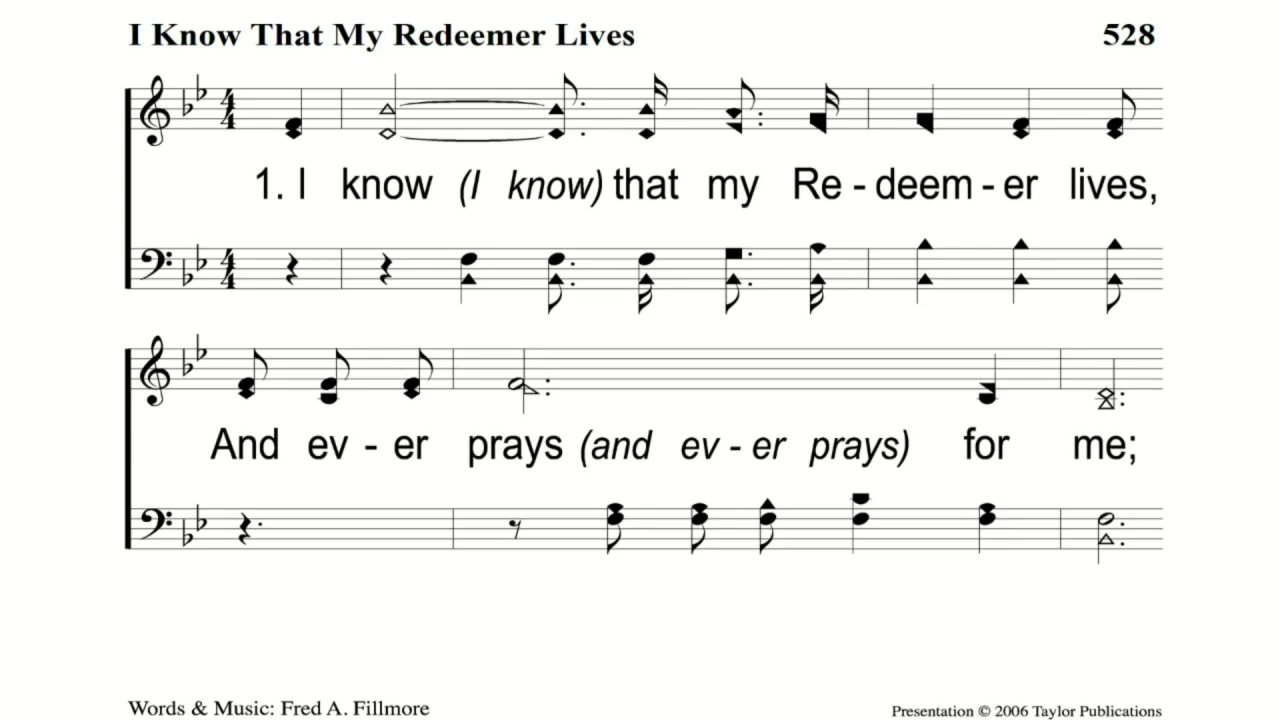 I Know That My Redeemer Lives 528
1. I know (I know) that my Re - deem - er lives,
And ev - er prays (and ev - er prays) for me;
Words & Music: Fred A. Fillmore
Presentation © 2006 Taylor Publications